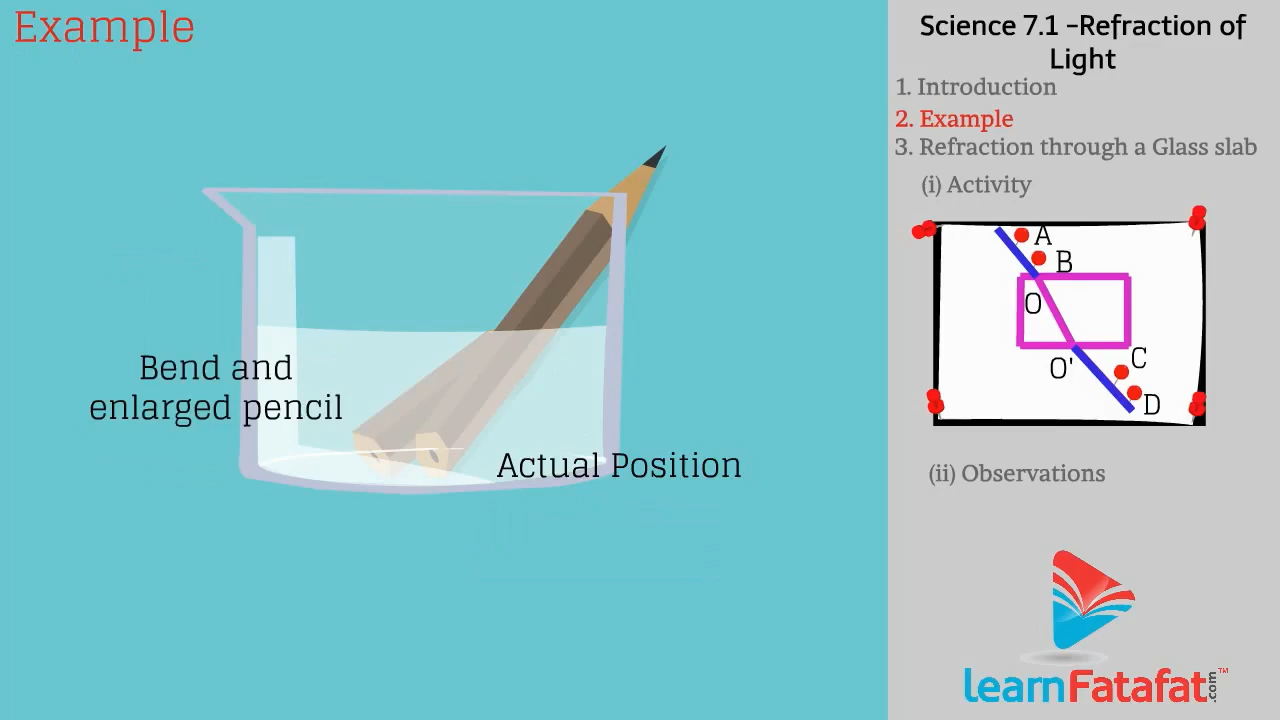 Example
Bend and
enlarged pencil
Actual Position
Science 7.1 –Refraction of
Light
1. Introduction
2. Example
3. Refraction through a Glass slab
(i) Activity
A
B
O
O'
C
D
(ii) Observations
learnFatafat.com™